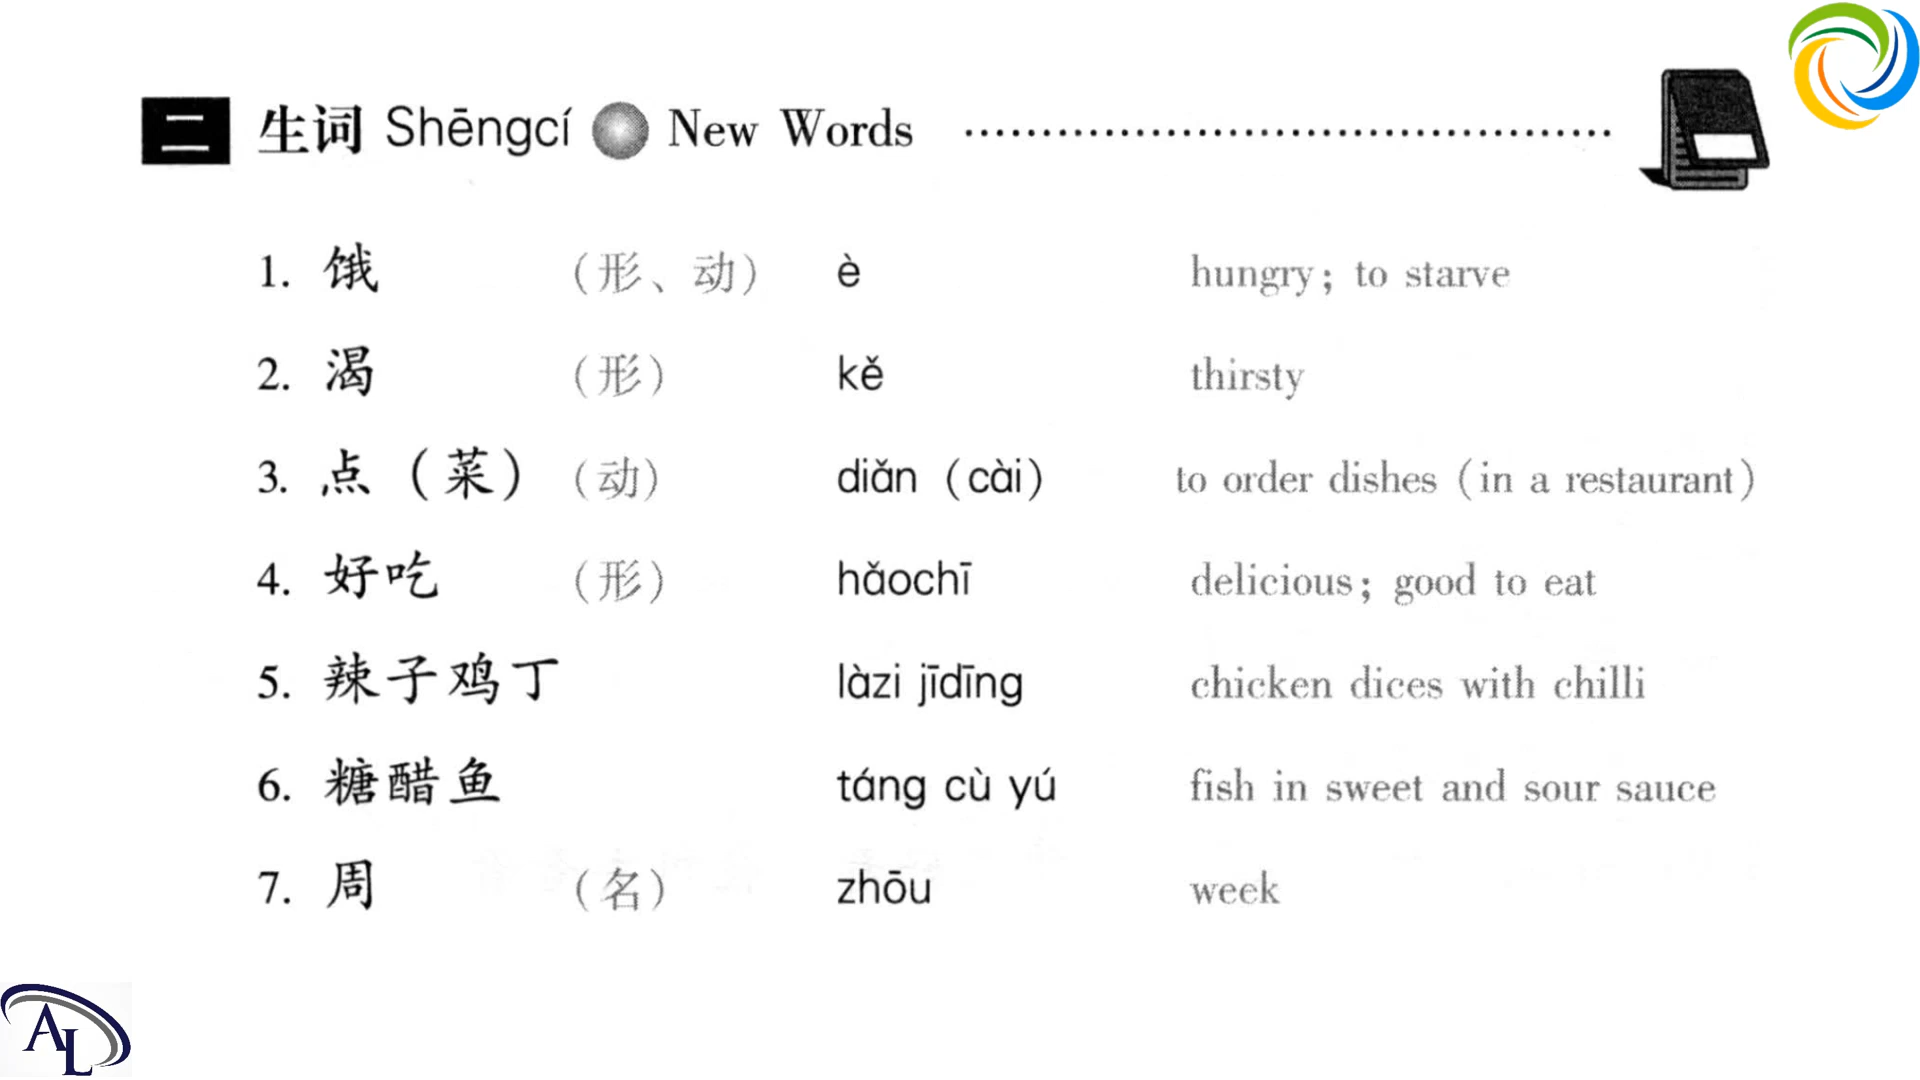 二 生词 Shēngcí New Words
1. 饿 （形、动） è hungry; to starve
2. 渴 （形） kě thirsty
3. 点（菜） （动） diǎn（cài） to order dishes（in a restaurant）
4. 好吃 （形） hǎochī delicious; good to eat
5. 辣子鸡丁 làzi jīdīng chicken dices with chilli
6. 糖醋鱼 táng cù yú fish in sweet and sour sauce
7. 周 （名） zhōu week
AL